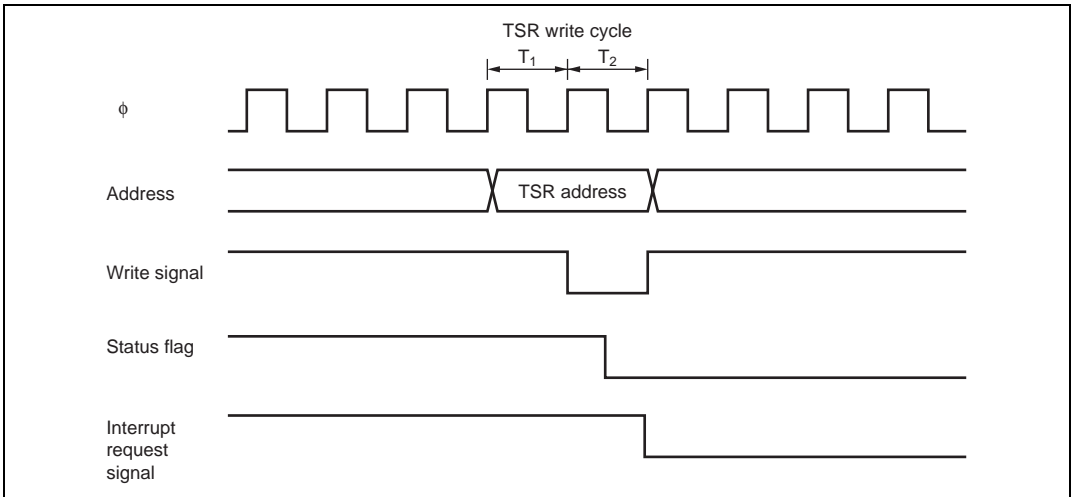 TSR write cycle
T₁ T₂
ϕ
Address
TSR address
Write signal
Status flag
Interrupt
request
signal